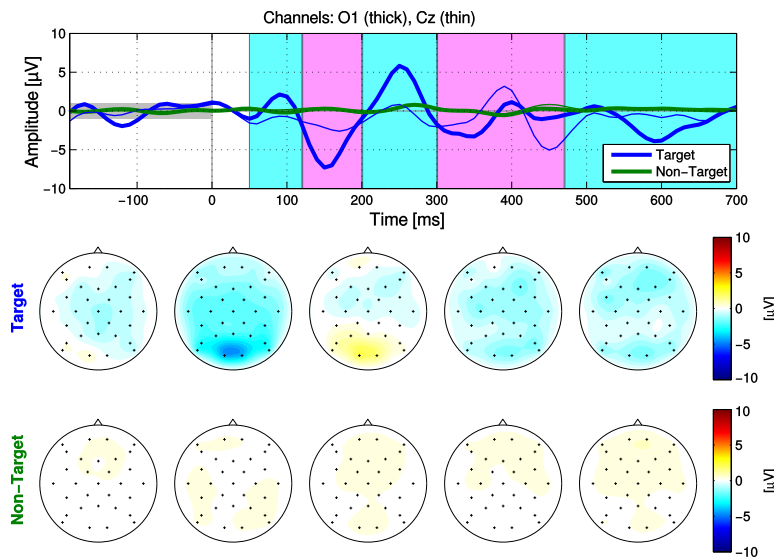 Channels: O1 (thick), Cz (thin)
Amplitude [µV]
10
5
0
−5
−10
−100
0
100
200
300
400
500
600
700
Time [ms]
Target
Non−Target
Target
10
5
0
−5
−10
[µV]
Non−Target
10
5
0
−5
−10
[µV]